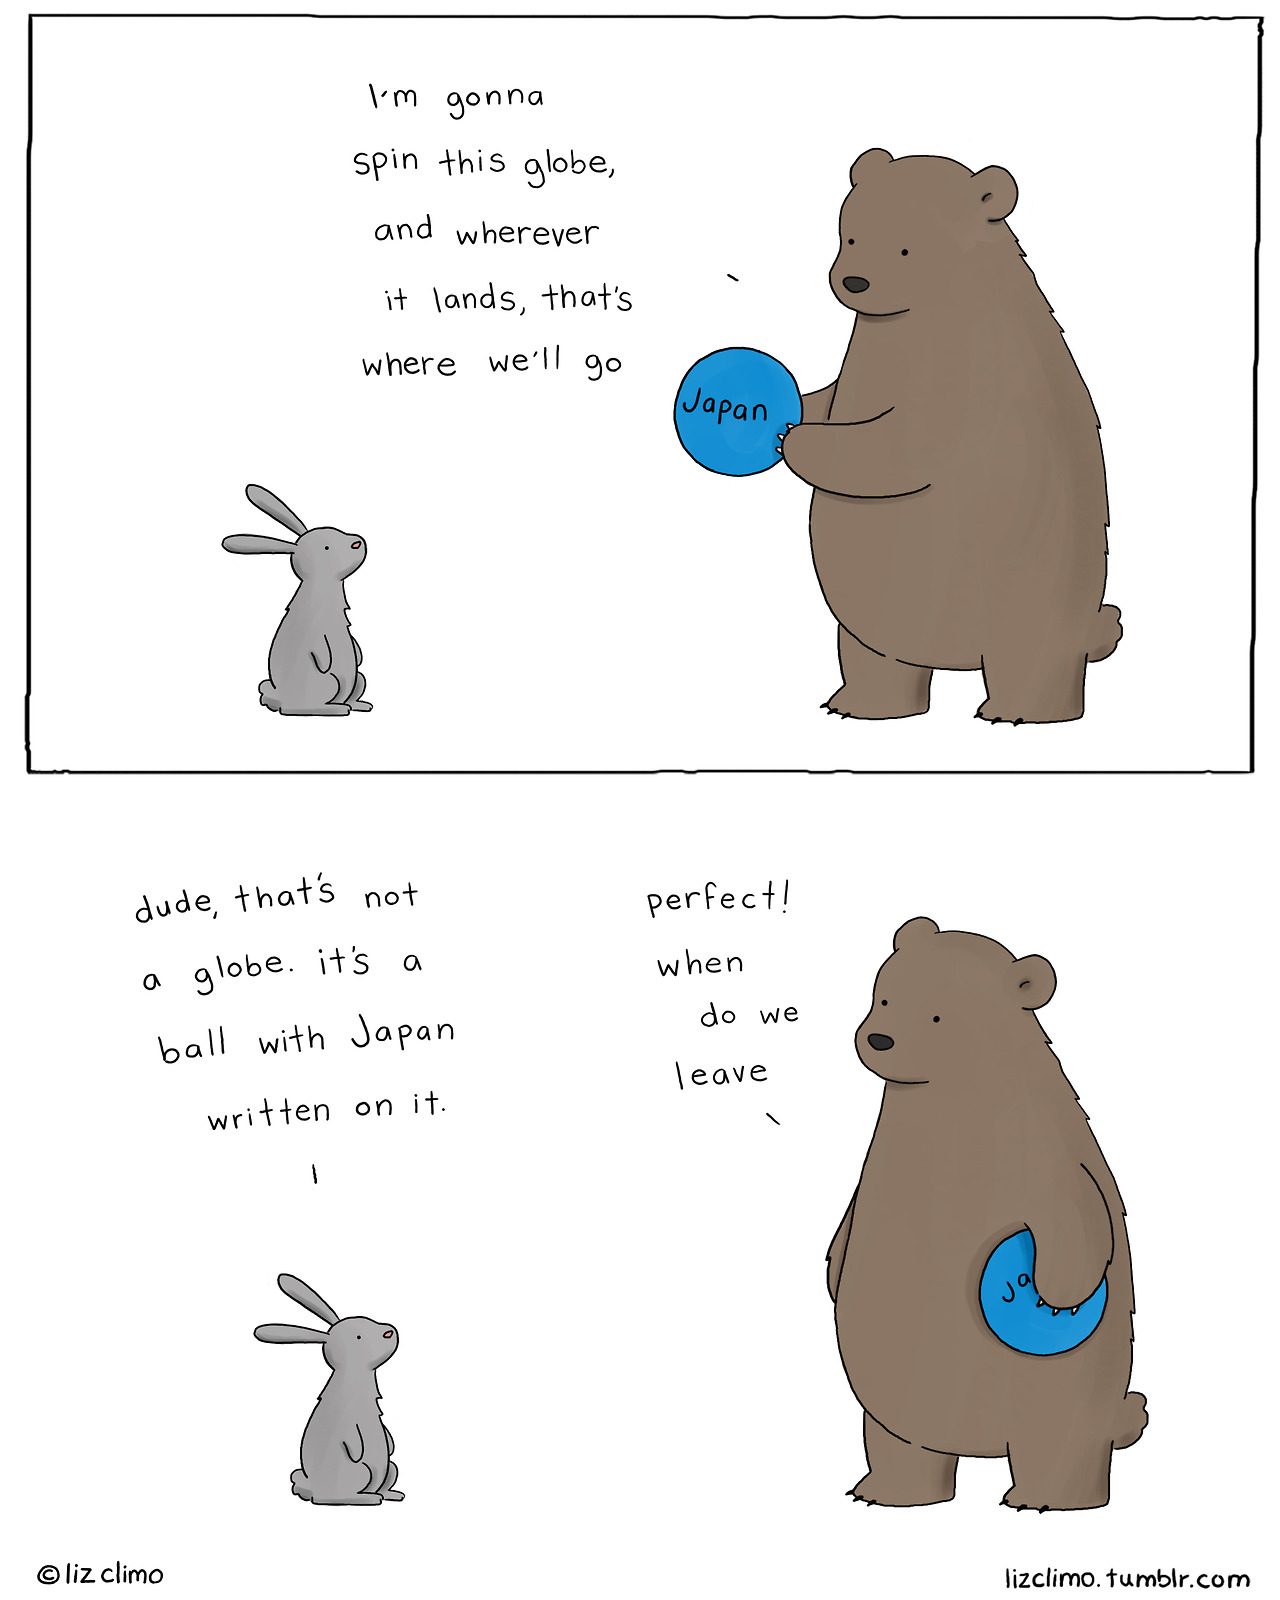 I'm gonna
spin this globe,
and wherever
it lands, that's
where we'll go
Japan
dude, that's not
a globe. it's a
ball with Japan
written on it.
perfect!
when
do we
leave
Ja
© liz climo
lizclimo.tumblr.com